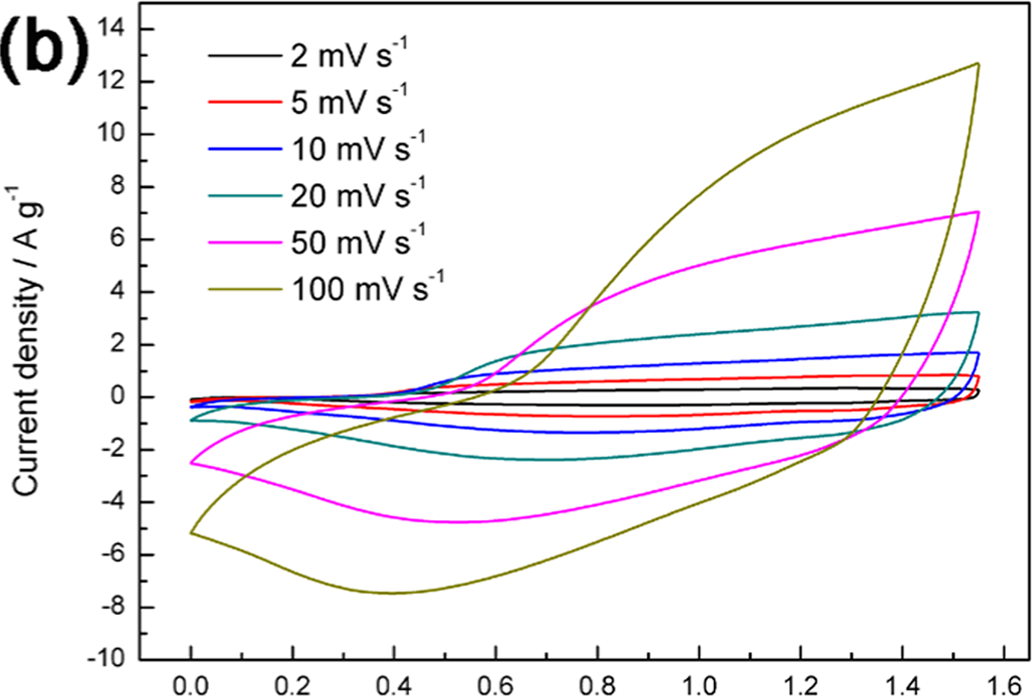 (b)
2 mV s⁻¹
5 mV s⁻¹
10 mV s⁻¹
20 mV s⁻¹
50 mV s⁻¹
100 mV s⁻¹
Current density / A g⁻¹
14
12
10
8
6
4
2
0
-2
-4
-6
-8
-10
0.0 0.2 0.4 0.6 0.8 1.0 1.2 1.4 1.6